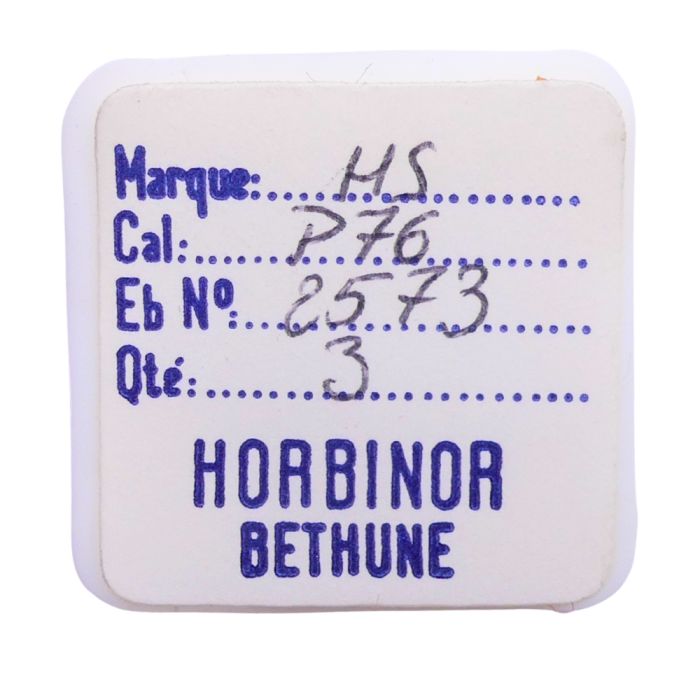 Marque: HS
Cal: P76
Eb Nº: 2573
Qté: 3
HORBINOR
BETHUNE